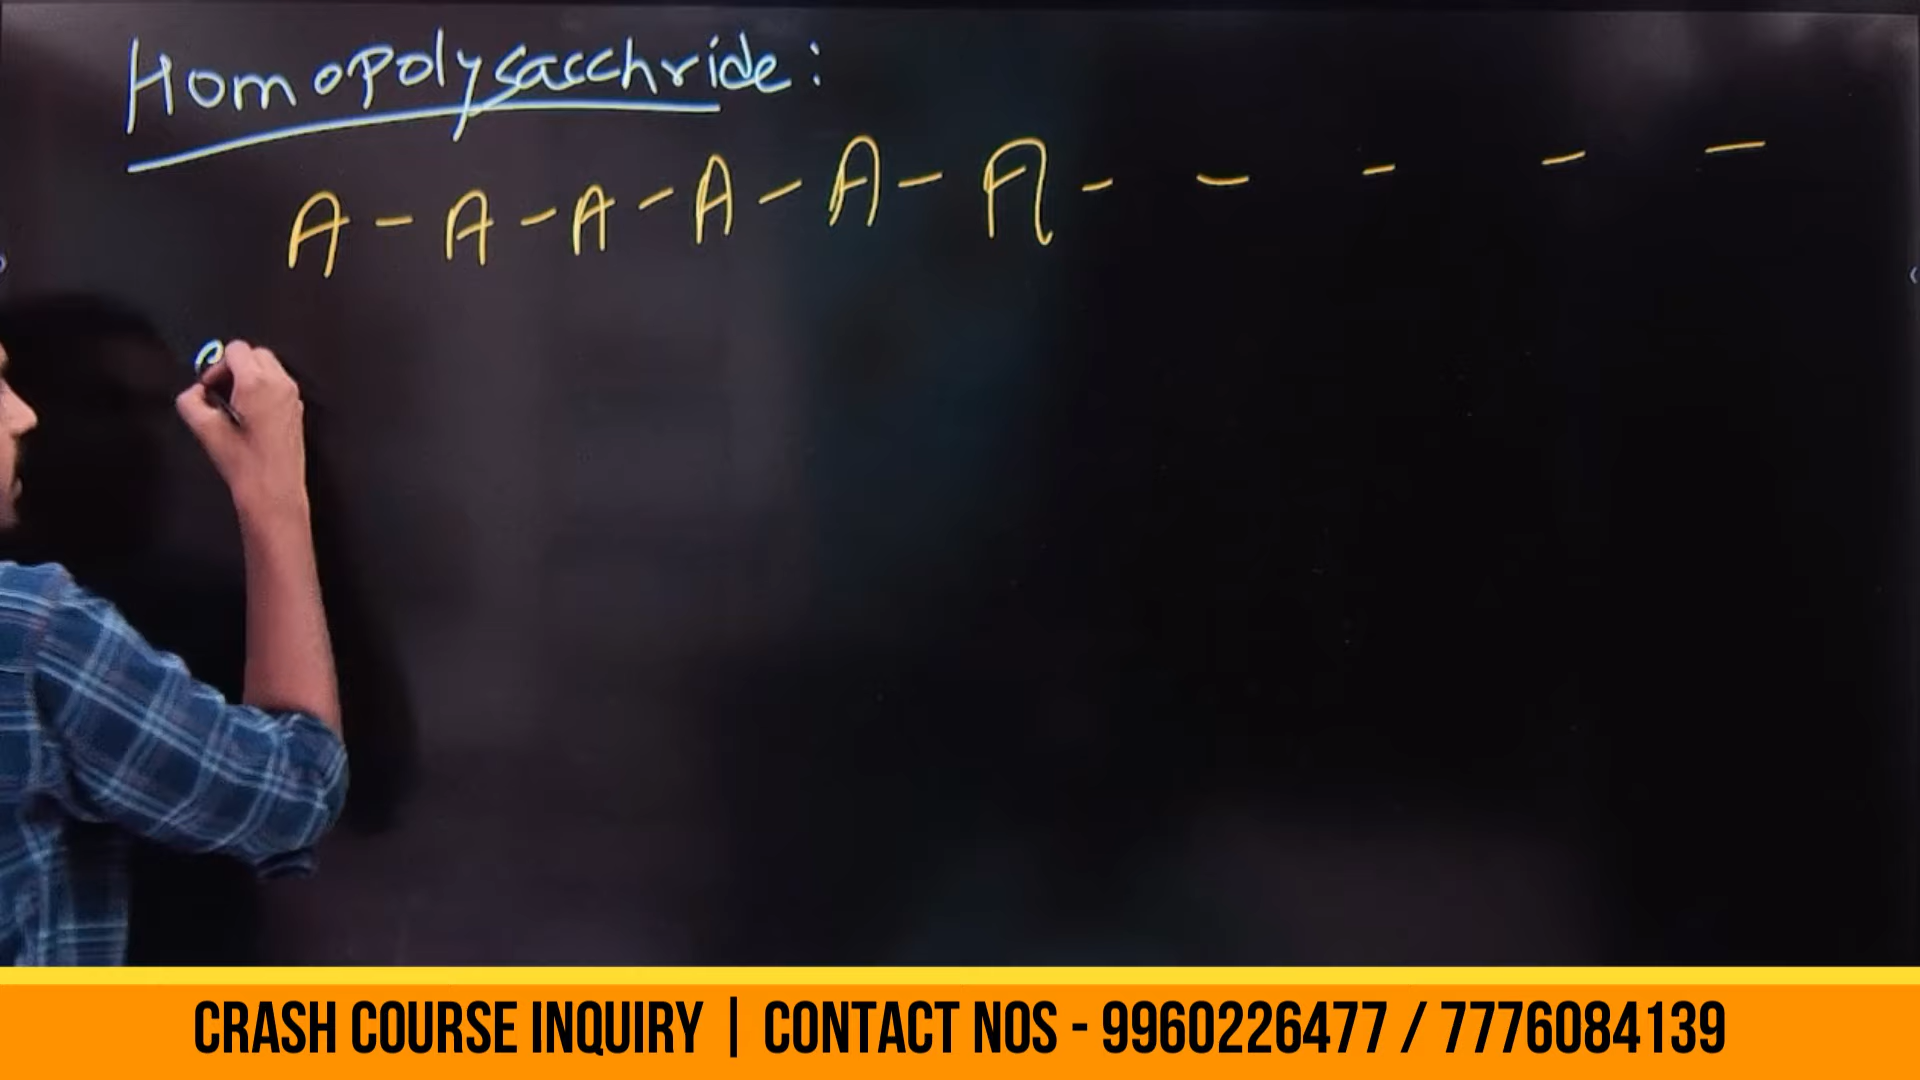 Homopolysacchride:
A - A - A - A - A - A - - - - -
CRASH COURSE INQUIRY | CONTACT NOS - 9960226477 / 7776084139